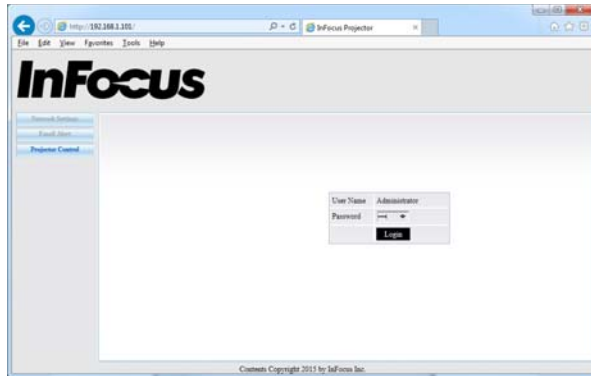 http://192.168.1.101/
InFocus Projector
File Edit View Favorites Tools Help
InFocus
Network Settings
Email Alert
Projector Control
User Name Administrator
Password
Login
Contents Copyright 2015 by InFocus Inc.